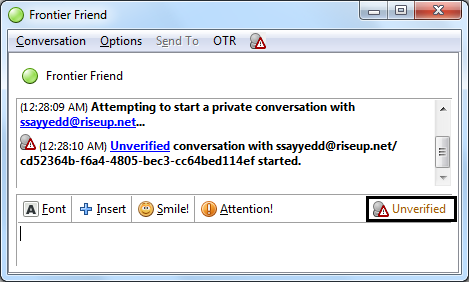 Frontier Friend
Conversation Options Send To OTR
Frontier Friend
(12:28:09 AM) Attempting to start a private conversation with
ssayyedd@riseup.net...
(12:28:10 AM) Unverified conversation with ssayyedd@riseup.net/
cd52364b-f6a4-4805-bec3-cc64bed114ef started.
Font Insert Smile! Attention! Unverified